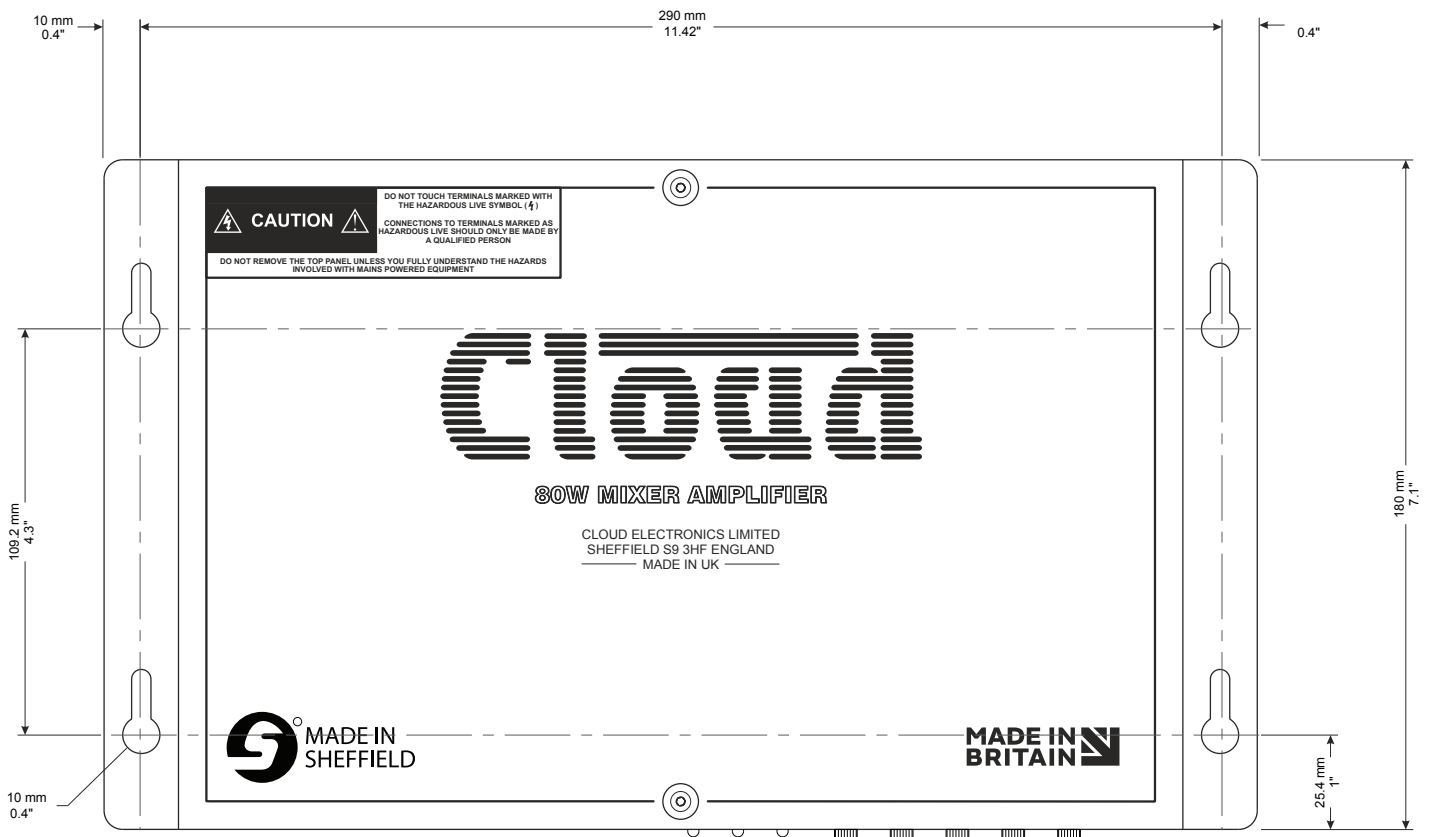 10 mm
0.4"
290 mm
11.42"
0.4"
CAUTION
DO NOT TOUCH TERMINALS MARKED WITH
THE HAZARDOUS LIVE SYMBOL ( )
CONNECTIONS TO TERMINALS MARKED AS
HAZARDOUS LIVE SHOULD ONLY BE MADE BY
A QUALIFIED PERSON
DO NOT REMOVE THE TOP PANEL UNLESS YOU FULLY UNDERSTAND THE HAZARDS
INVOLVED WITH MAINS POWERED EQUIPMENT
Cloud
80W MIXER AMPLIFIER
CLOUD ELECTRONICS LIMITED
SHEFFIELD S9 3HF ENGLAND
MADE IN UK
109.2 mm
4.3"
180 mm
7.1"
MADE IN
SHEFFIELD
MADE IN
BRITAIN
25.4 mm
1"
10 mm
0.4"